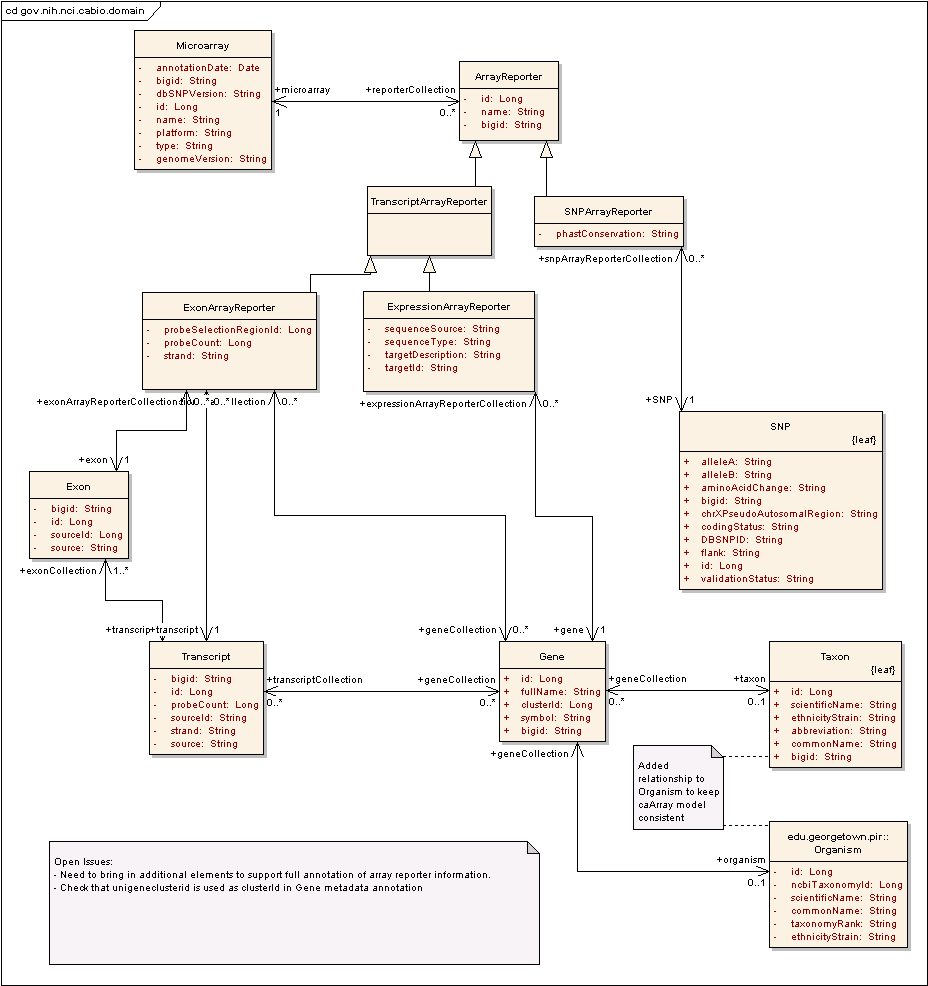 cd gov.nih.nci.cabio.domain
Microarray
- annotationDate: Date
- bigid: String
- dbSNPVersion: String
- id: Long
- name: String
- platform: String
- type: String
- genomeVersion: String
+microarray
1
+reporterCollection
0..*
ArrayReporter
- id: Long
- name: String
- bigid: String
TranscriptArrayReporter
SNPArrayReporter
- phastConservation: String
+snpArrayReporterCollection
0..*
ExonArrayReporter
- probeSelectionRegionId: Long
- probeCount: Long
- strand: String
ExpressionArrayReporter
- sequenceSource: String
- sequenceType: String
- targetDescription: String
- targetId: String
+exonArrayReporterCollection
0..*
0..*
llection
0..*
+expressionArrayReporterCollection
0..*
+SNP
1
SNP
{leaf}
+ alleleA: String
+ alleleB: String
+ aminoAcidChange: String
+ bigid: String
+ chrXPseudoAutosomalRegion: String
+ codingStatus: String
+ DBSNPID: String
+ flank: String
+ id: Long
+ validationStatus: String
+exon
1
Exon
- bigid: String
- id: Long
- sourceId: Long
- source: String
+exonCollection
1..*
+transcrip+transcript
1
+geneCollection
0..*
+gene
1
Transcript
- bigid: String
- id: Long
- probeCount: Long
- sourceId: String
- strand: String
- source: String
+transcriptCollection
0..*
+geneCollection
0..*
Gene
+ id: Long
+ fullName: String
+ clusterId: Long
+ symbol: String
+ bigid: String
+geneCollection
0..*
+taxon
0..1
Taxon
{leaf}
+ id: Long
+ scientificName: String
+ ethnicityStrain: String
+ abbreviation: String
+ commonName: String
+ bigid: String
+geneCollection
Added
relationship to
Organism to keep
caArray model
consistent
+organism
0..1
edu.georgetown.pir::
Organism
- id: Long
- ncbiTaxonomyId: Long
- scientificName: String
- commonName: String
- taxonomyRank: String
- ethnicityStrain: String
Open Issues:
- Need to bring in additional elements to support full annotation of array reporter information.
- Check that unigeneclusterid is used as clusterId in Gene metadata annotation